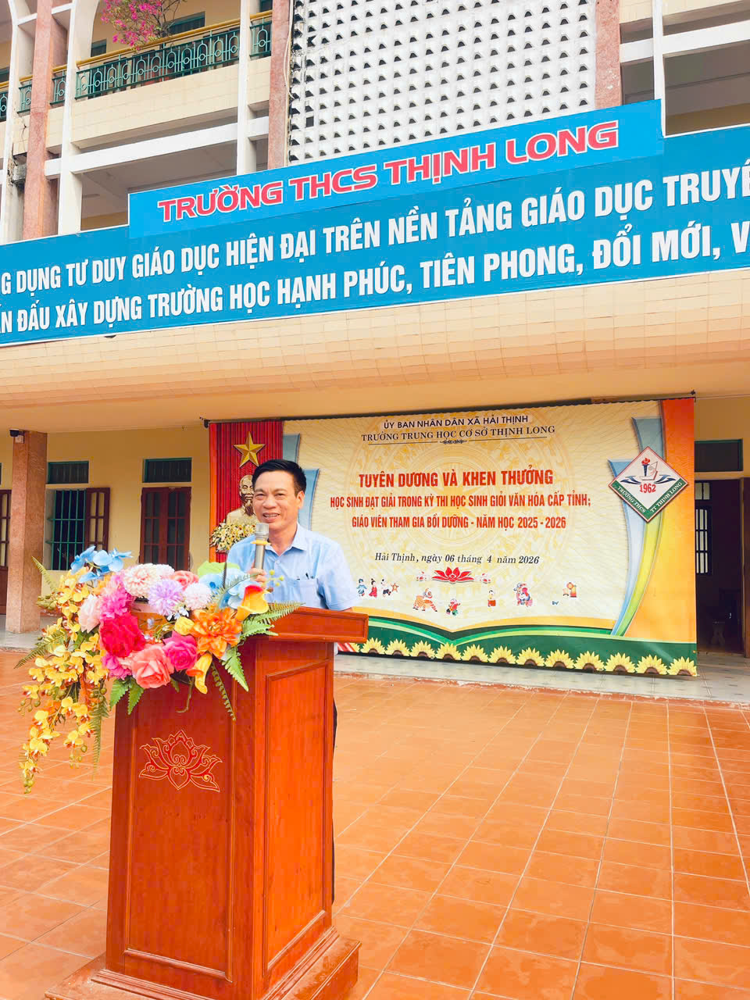 TRƯỜNG THCS THỊNH LONG
DỤNG TƯ DUY GIÁO DỤC HIỆN ĐẠI TRÊN NỀN TẢNG GIÁO DỤC
ĐẤU XÂY DỰNG TRƯỜNG HỌC HẠNH PHÚC, TIÊN PHONG, ĐỔI MỚI,
ỦY BAN NHÂN DÂN XÃ HẢI THỊNH
TRƯỜNG TRUNG HỌC CƠ SỞ THỊNH LONG
TUYÊN DƯƠNG VÀ KHEN THƯỞNG
HỌC SINH ĐẠT GIẢI TRONG KỲ THI HỌC SINH GIỎI VĂN HÓA CẤP TỈNH;
GIÁO VIÊN THAM GIA BỒI DƯỠNG - NĂM HỌC 2025 - 2026
Hải Thịnh, ngày 06 tháng 4 năm 2026
1962
TRƯỜNG THCS
TT THỊNH LONG